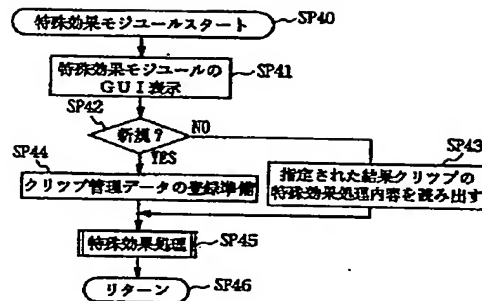 特殊効果モジュールスタート
SP40
特殊効果モジュールの
GUI表示
SP41
SP42
新規?
NO
YES
SP43
指定された結果クリップの
特殊効果処理内容を読み出す
SP44
クリップ管理データの登録準備
特殊効果処理
SP45
リターン
SP46